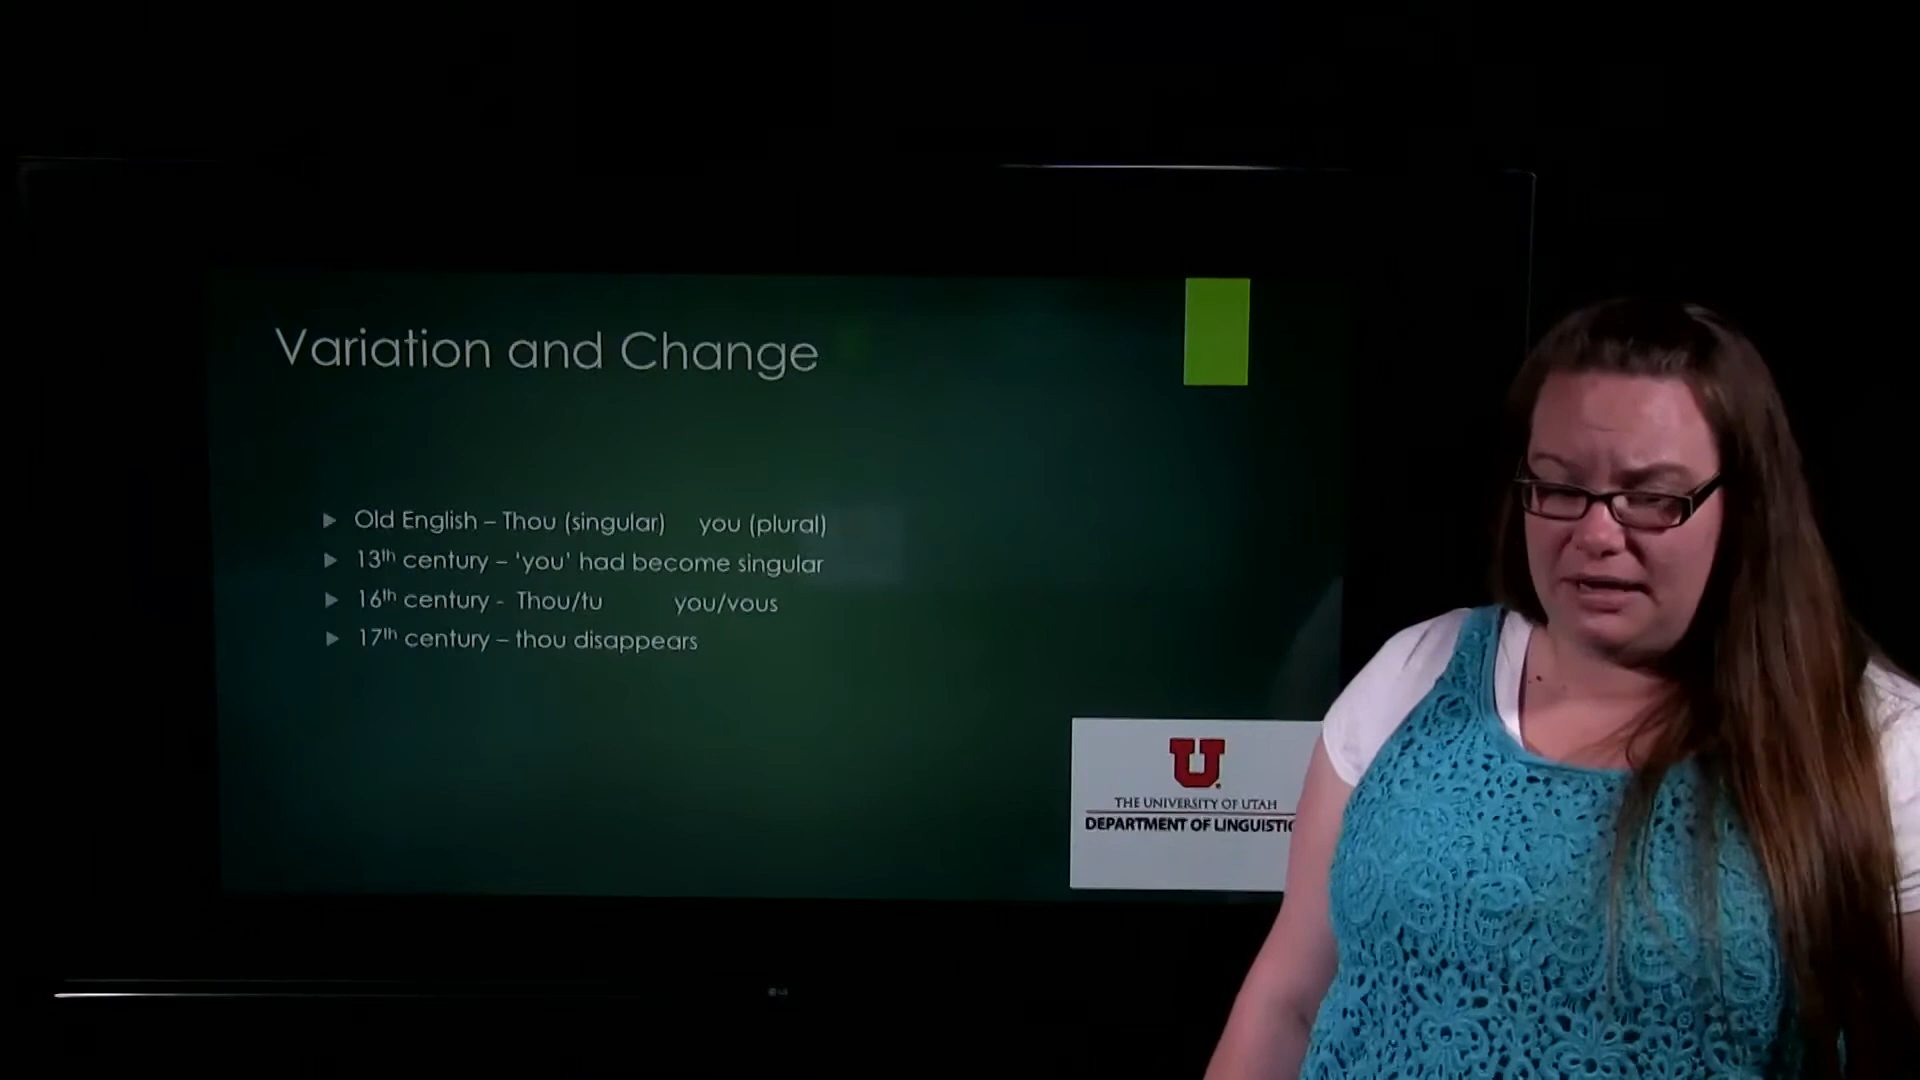 Variation and Change
Old English – Thou (singular) you (plural)
13th century – ‘you’ had become singular
16th century - Thou/tu you/vous
17th century – thou disappears
U
THE UNIVERSITY OF UTAH
DEPARTMENT OF LINGUISTIC
LG